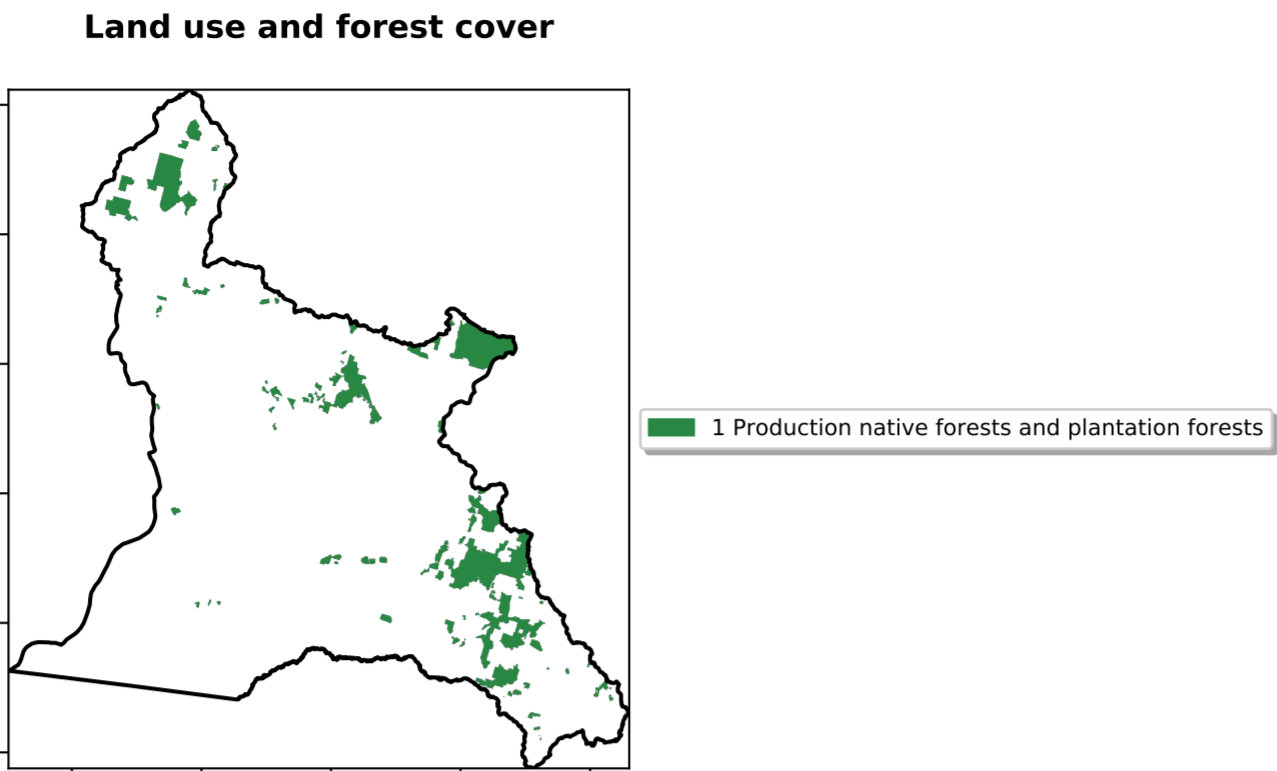 Land use and forest cover
1 Production native forests and plantation forests